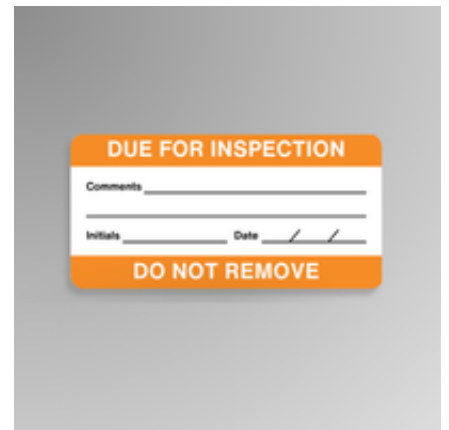 DUE FOR INSPECTION
Comments
Initials Date / /
DO NOT REMOVE